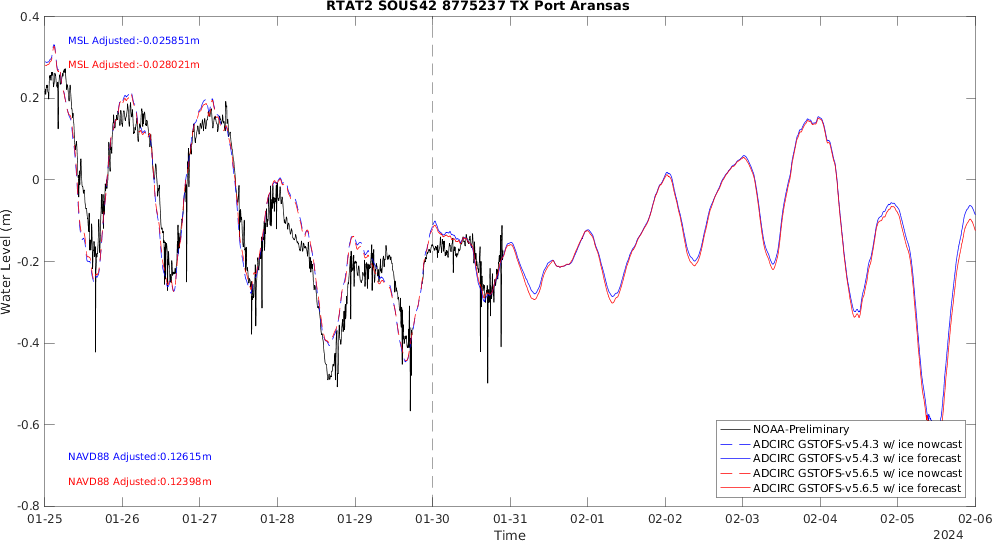 RTAT2 SOUS42 8775237 TX Port Aransas
0.4
MSL Adjusted:-0.025851m
MSL Adjusted:-0.028021m
0.2
0
Water Level (m)
-0.2
-0.4
-0.6
NOAA-Preliminary
ADCIRC GSTOFS-v5.4.3 w/ ice nowcast
ADCIRC GSTOFS-v5.4.3 w/ ice forecast
ADCIRC GSTOFS-v5.6.5 w/ ice nowcast
ADCIRC GSTOFS-v5.6.5 w/ ice forecast
NAVD88 Adjusted:0.12615m
NAVD88 Adjusted:0.12398m
-0.8
01-25 01-26 01-27 01-28 01-29 01-30 01-31 02-01 02-02 02-03 02-04 02-05 02-06
Time
2024